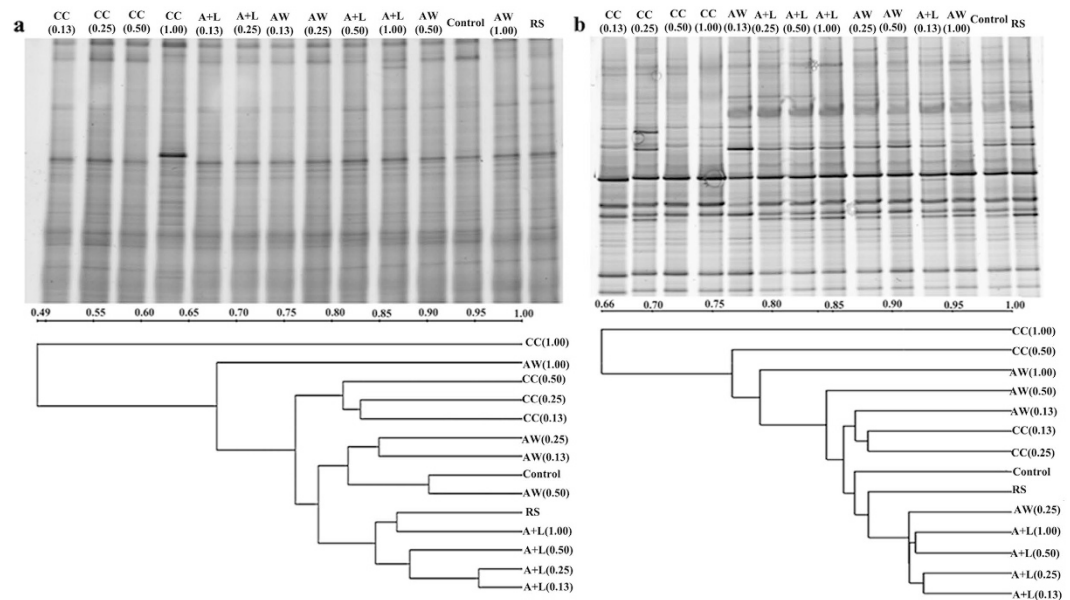 a
CC CC CC CC A+L A+L AW AW A+L A+L AW Control AW RS
(0.13) (0.25) (0.50) (1.00) (0.13) (0.25) (0.13) (0.25) (0.50) (1.00) (0.50) (1.00)
0.49 0.55 0.60 0.65 0.70 0.75 0.80 0.85 0.90 0.95 1.00
CC(1.00)
AW(1.00)
CC(0.50)
CC(0.25)
CC(0.13)
AW(0.25)
AW(0.13)
Control
AW(0.50)
RS
A+L(1.00)
A+L(0.50)
A+L(0.25)
A+L(0.13)
b
CC CC CC CC AW A+L A+L A+L AW AW A+L AW Control RS
(0.13) (0.25) (0.50) (1.00) (0.13) (0.25) (0.50) (1.00) (0.25) (0.50) (0.13) (1.00)
0.66 0.70 0.75 0.80 0.85 0.90 0.95 1.00
CC(1.00)
CC(0.50)
AW(1.00)
AW(0.50)
AW(0.13)
CC(0.13)
CC(0.25)
Control
RS
AW(0.25)
A+L(1.00)
A+L(0.50)
A+L(0.25)
A+L(0.13)